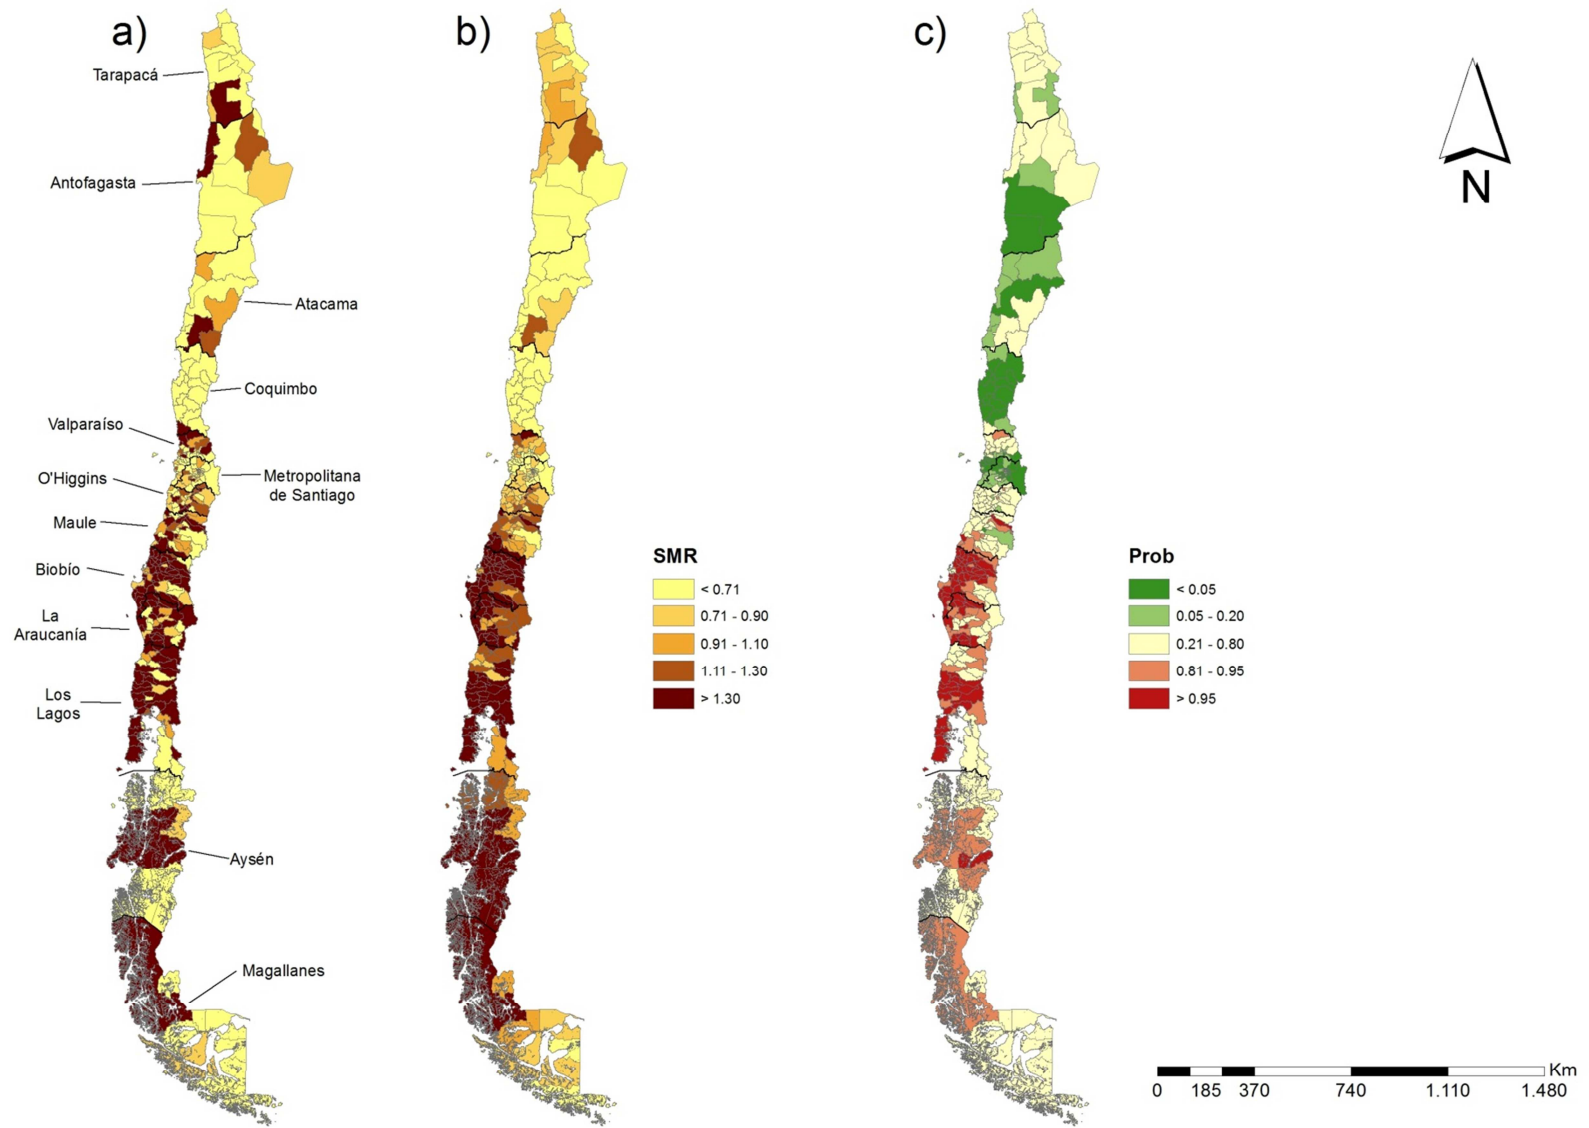 a)
b)
c)
Tarapacá
N
Antofagasta
Atacama
Coquimbo
Valparaíso
O'Higgins
Metropolitana
de Santiago
Maule
Biobío
La
Araucanía
Los
Lagos
Aysén
Magallanes
SMR
< 0.71
0.71 - 0.90
0.91 - 1.10
1.11 - 1.30
> 1.30
Prob
< 0.05
0.05 - 0.20
0.21 - 0.80
0.81 - 0.95
> 0.95
Km
0 185 370 740 1.110 1.480